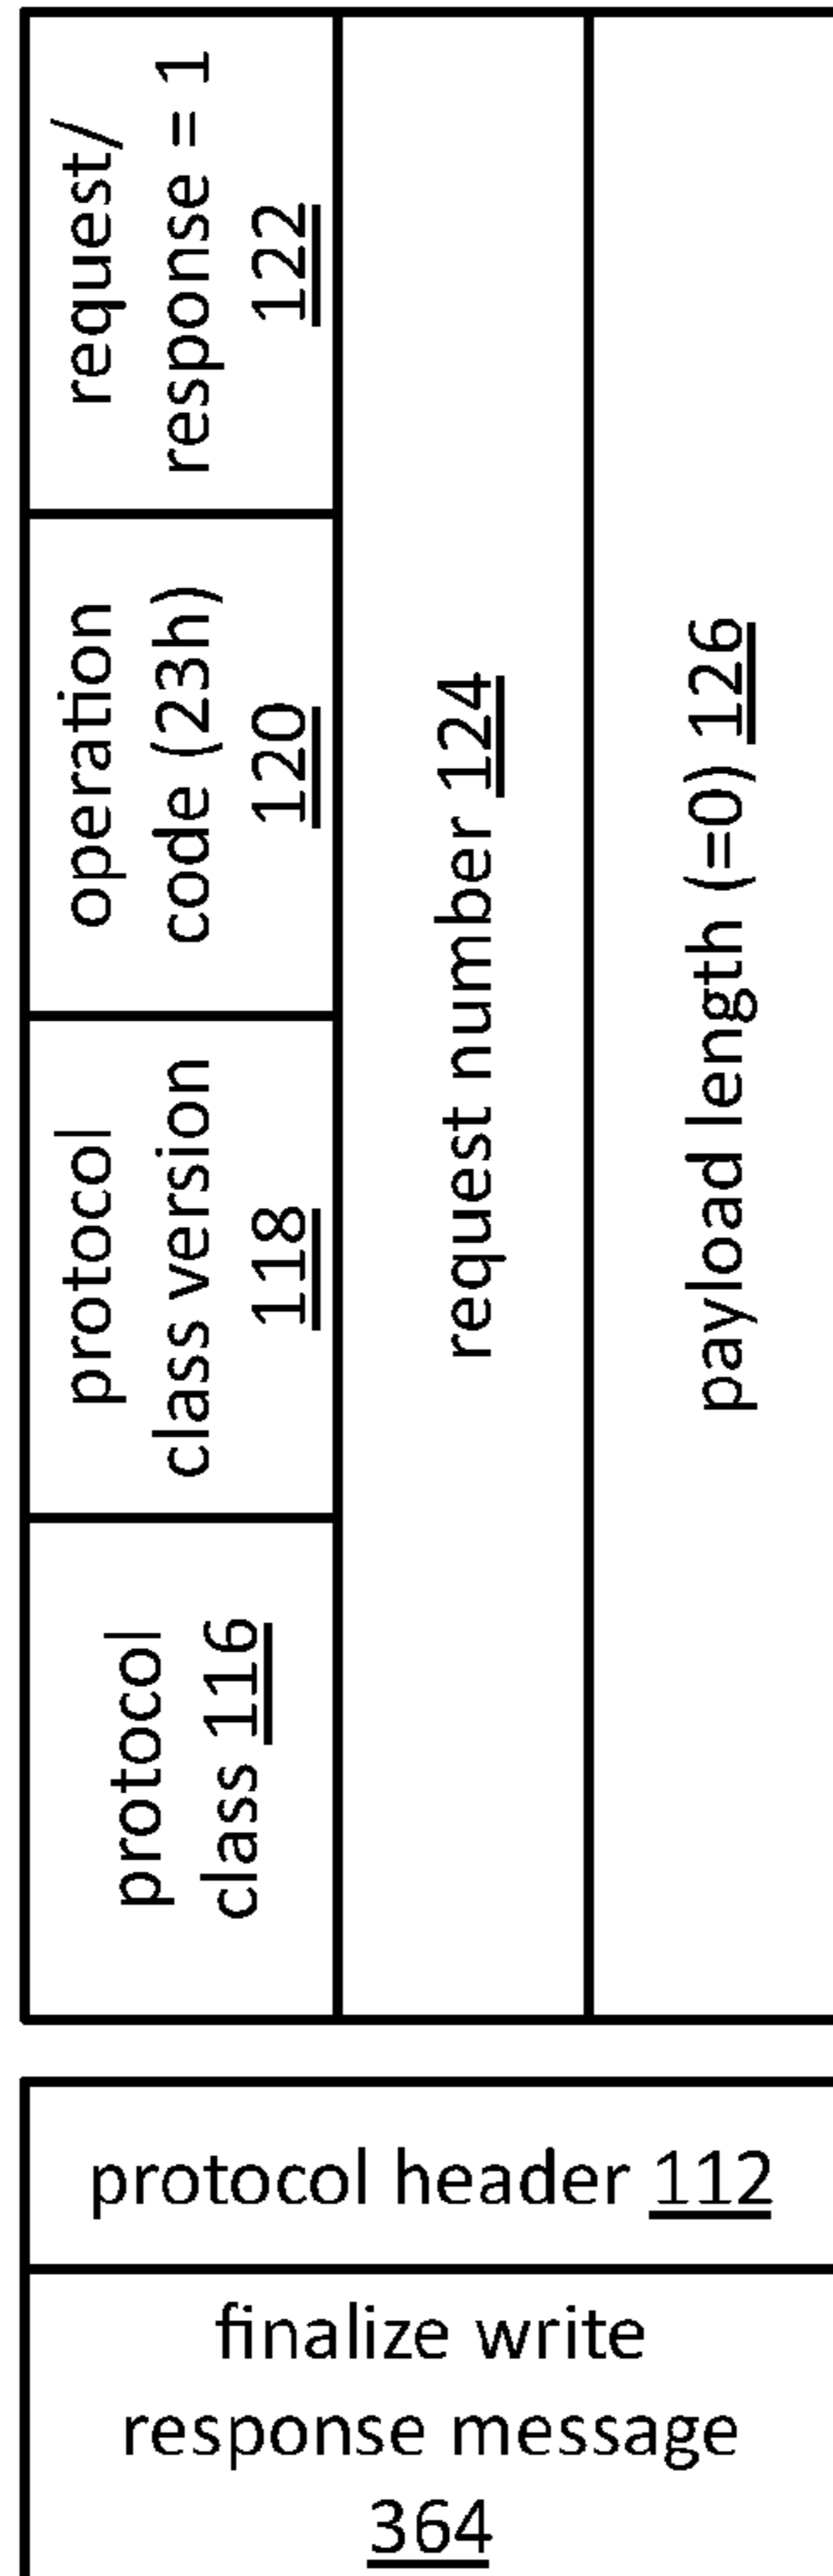 request/
response = 1
122
operation
code (23h)
120
protocol
class version
118
protocol
class 116
request number 124
payload length (=0) 126
protocol header 112
finalize write
response message
364